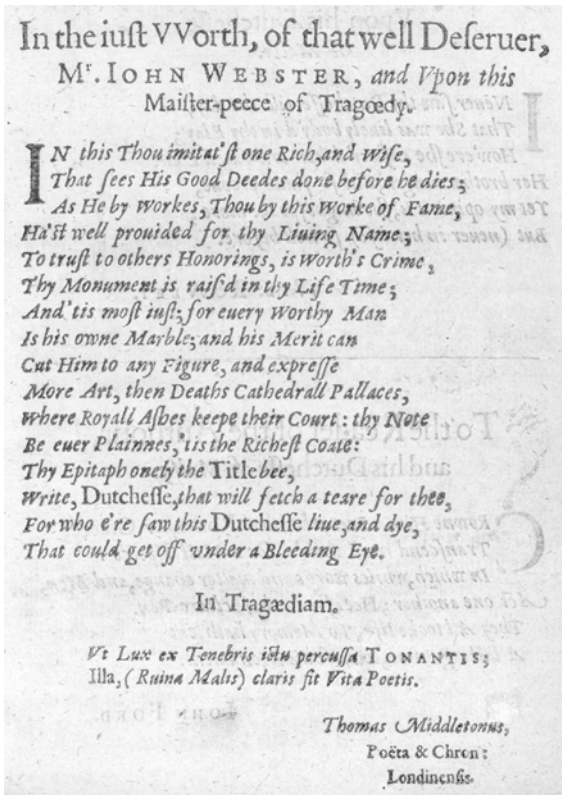 In the iuſt VVorth, of that well Deſeruer,
Mʳ. IOHN WEBSTER, and Vpon this
Maiſter-peece of Tragœdy.
IN this Thou imitat'ſt one Rich, and Wiſe,
That ſees His Good Deedes done before he dies;
As He by Workes, Thou by this Worke of Fame,
Ha'ſt well prouided for thy Liuing Name;
To truſt to others Honorings, is Worth's Crime,
Thy Monument is raiſ'd in thy Life Time;
And 'tis moſt iuſt; for euery Worthy Man
Is his owne Marble; and his Merit can
Cut Him to any Figure, and expreſſe
More Art, then Deaths Cathedrall Pallaces,
Where Royall Aſhes keepe their Court: thy Note
Be euer Plainnes, tis the Richeſt Coate:
Thy Epitaph onely the Title bee,
Write, Dutcheſſe, that will fetch a teare for thee,
For who e're ſaw this Dutcheſſe liue, and dye,
That could get off vnder a Bleeding Eye.
In Tragædiam.
Vt Lux ex Tenebris ictu percuſſa TONANTIS;
Illa, (Ruina Malis) claris fit Vita Poetis.
Thomas Middletonus,
Poëta & Chron:
Londinenſis.